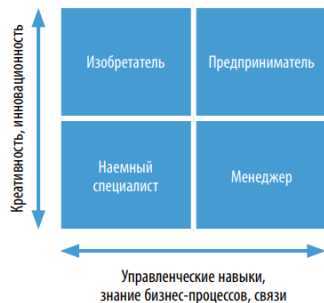 Креативность, инновационность
Изобретатель
Предприниматель
Наемный
специалист
Менеджер
Управленческие навыки,
знание бизнес-процессов, связи